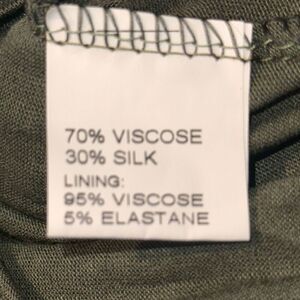 70% VISCOSE
30% SILK
LINING:
95% VISCOSE
5% ELASTANE